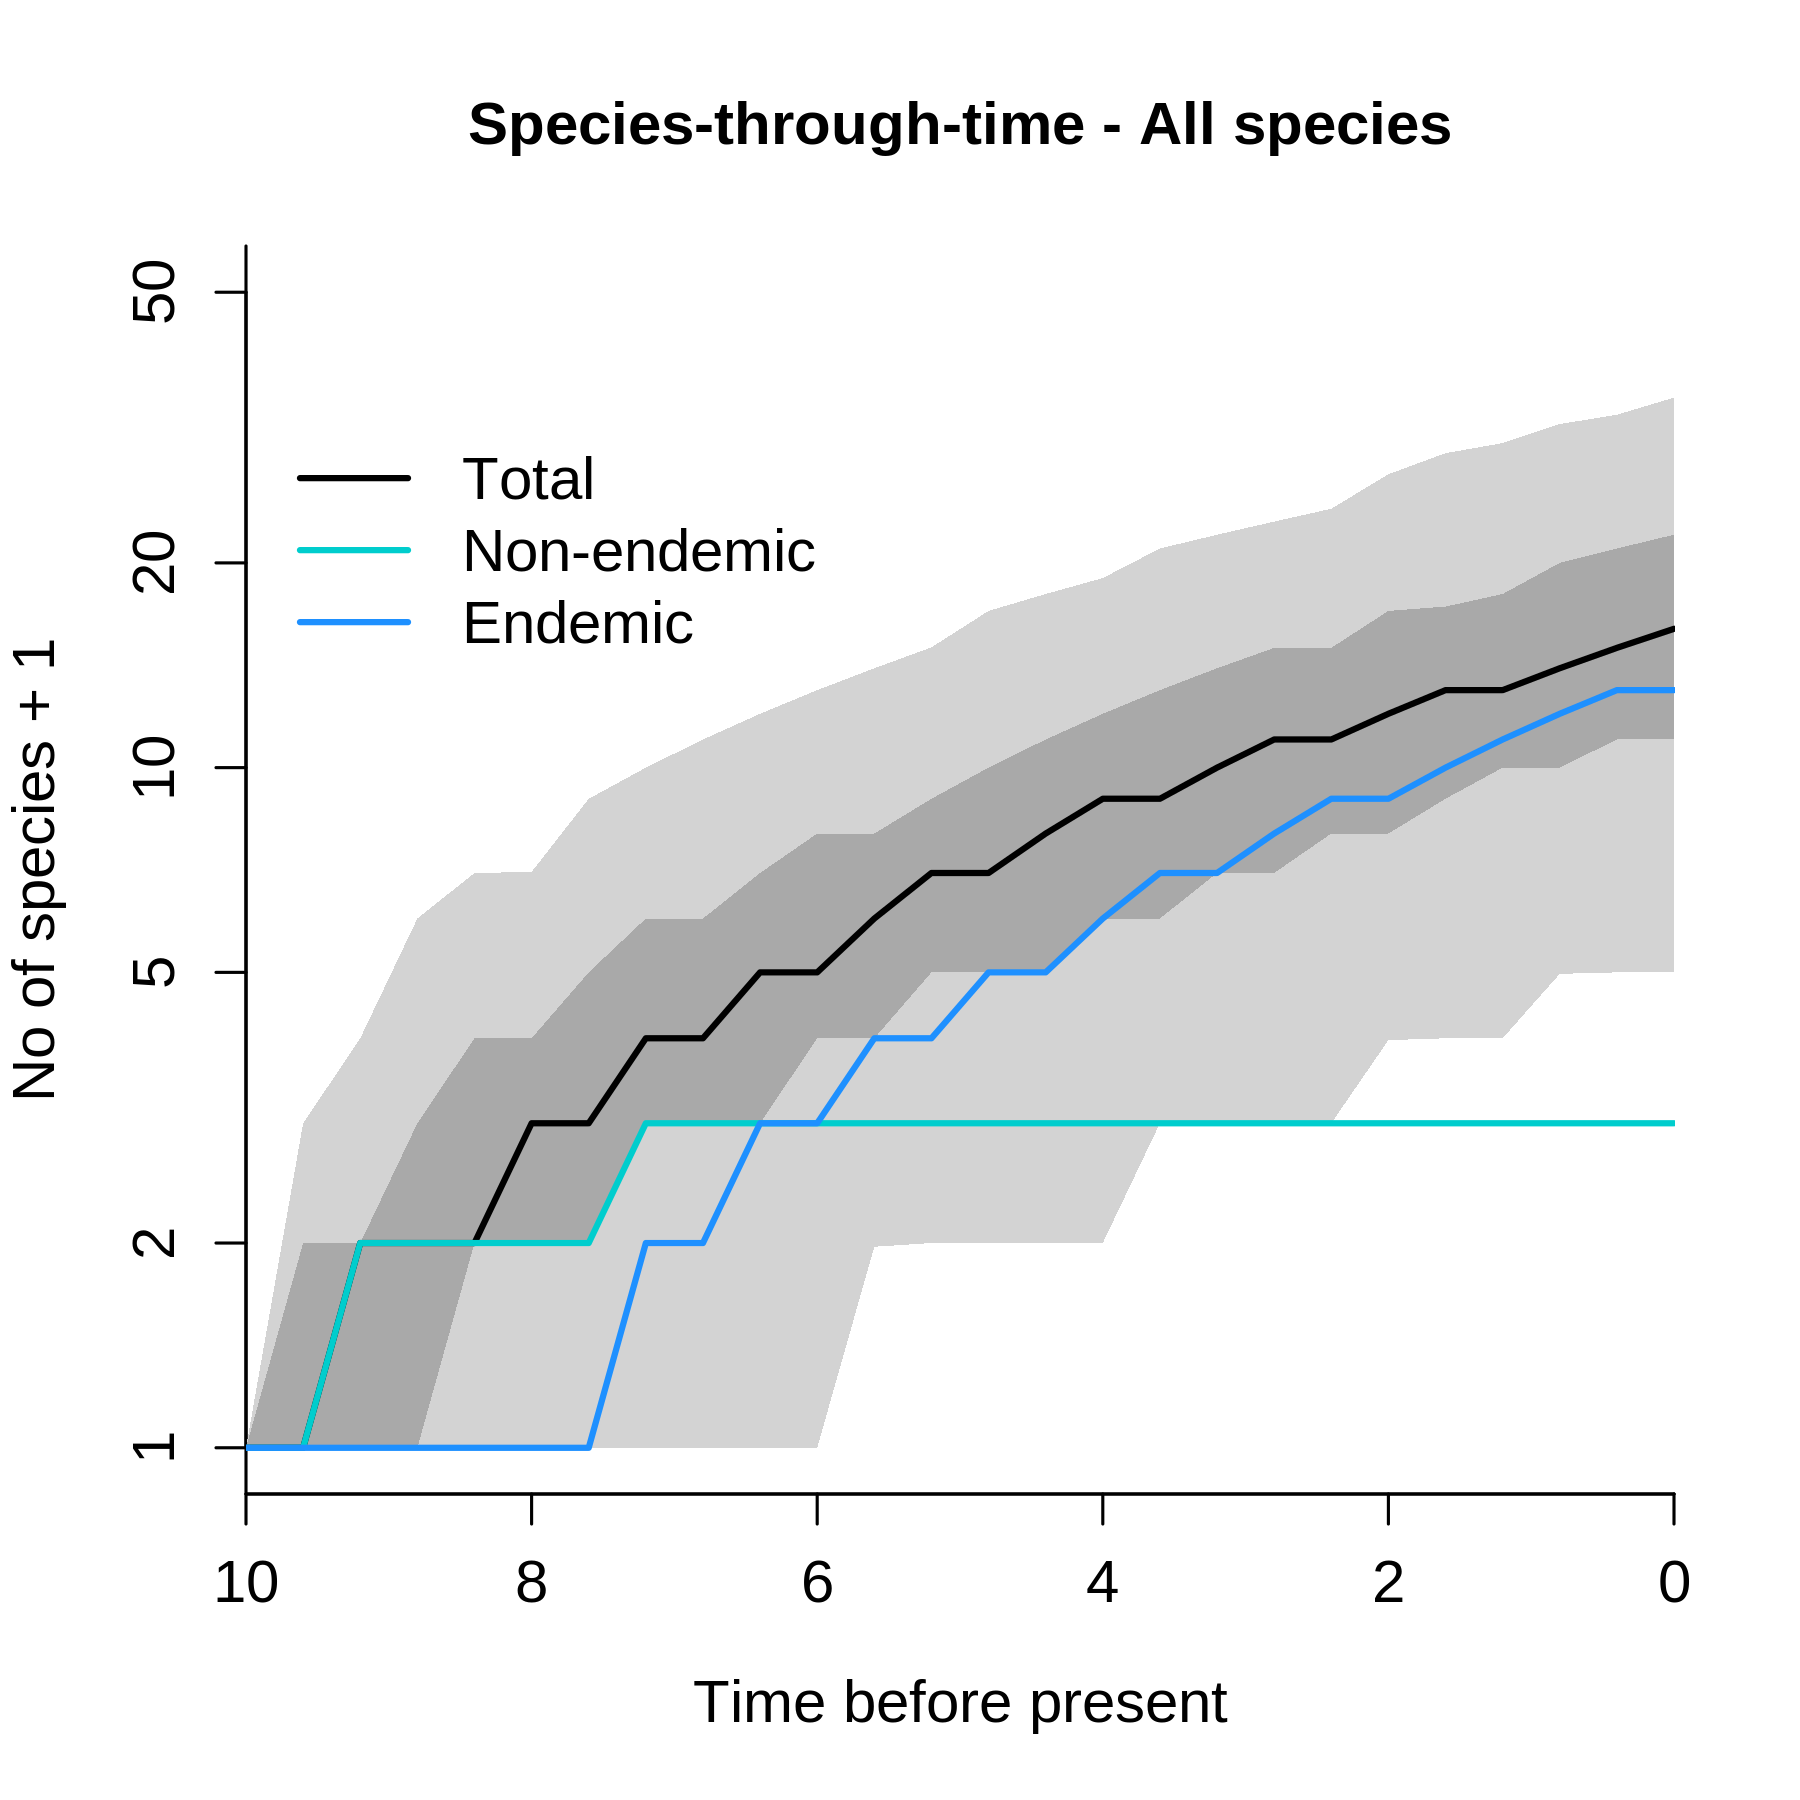 Species-through-time - All species
50
20
10
5
2
1
No of species + 1
Total
Non-endemic
Endemic
10 8 6 4 2 0
Time before present